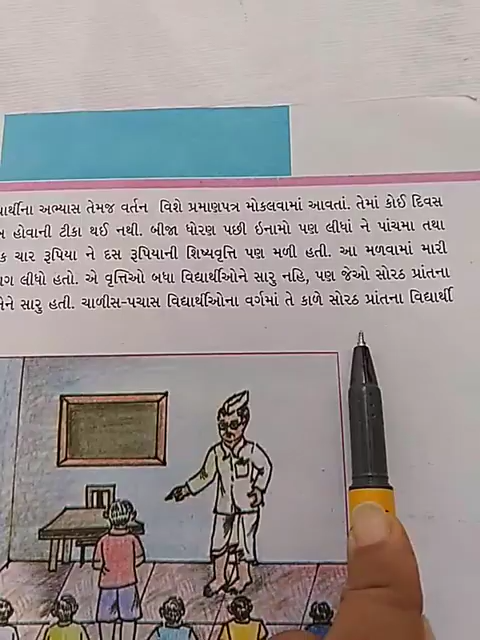 અભ્યાસ તેમજ વર્તન વિશે પ્રમાણપત્ર મોકલવામાં આવતાં. તેમાં કોઈ દિવસ
હોવાની ટીકા થઈ નથી. બીજા ધોરણ પછી ઇનામો પણ લીધાં ને પાંચમા તથા
ચાર રૂપિયા ને દસ રૂપિયાની શિષ્યવૃત્તિ પણ મળી હતી. આ મળવામાં મારી
લીધો હતો. એ વૃત્તિઓ બધા વિદ્યાર્થીઓને સારુ નહિ, પણ જેઓ સોરઠ પ્રાંતના
સારુ હતી. ચાળીસ-પચાસ વિદ્યાર્થીઓના વર્ગમાં તે કાળે સોરઠ પ્રાંતના વિદ્યાર્થી